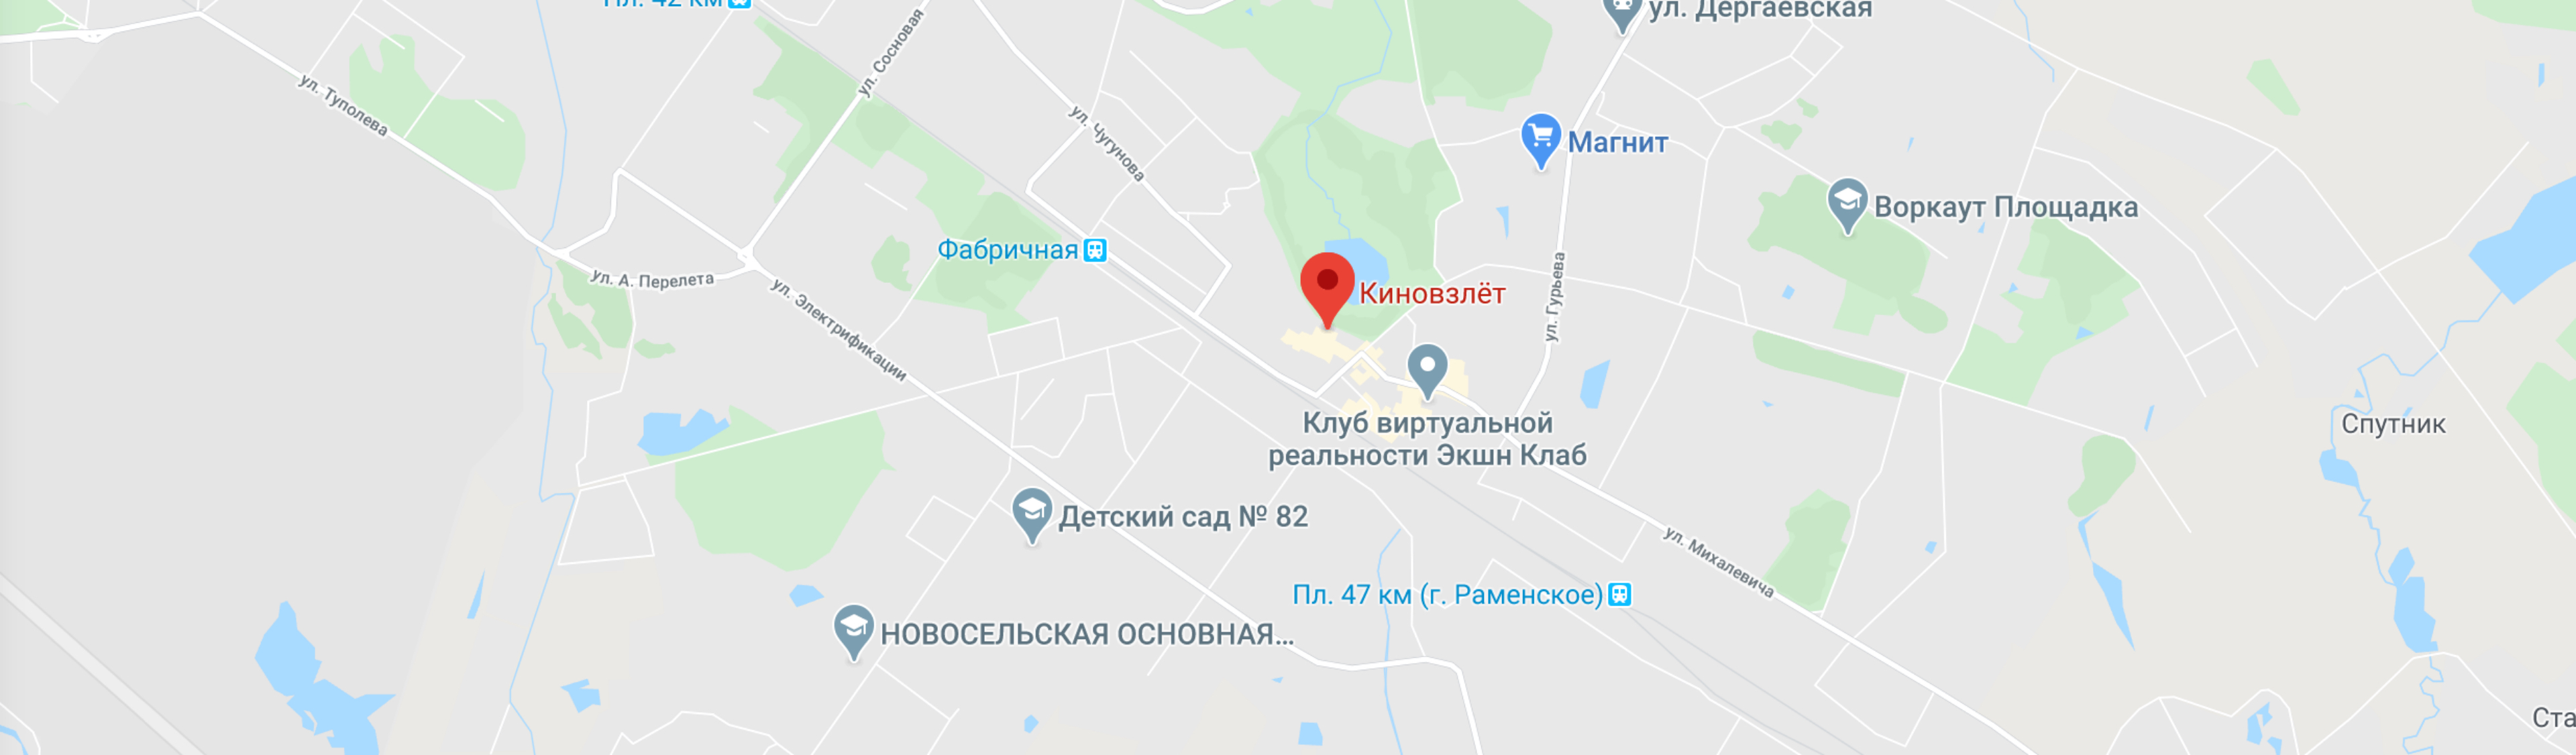 Пл. 42 км
ул. Дергаевская
ул. Сосновая
ул. Туполева
ул. Чугунова
Магнит
Воркаут Площадка
Фабричная
ул. А. Перелета
ул. Электрификации
Киновзлёт
ул. Гурьева
Клуб виртуальной
реальности Экшн Клаб
Спутник
Детский сад № 82
ул. Михалевича
Пл. 47 км (г. Раменское)
НОВОСЕЛЬСКАЯ ОСНОВНАЯ...
Ста